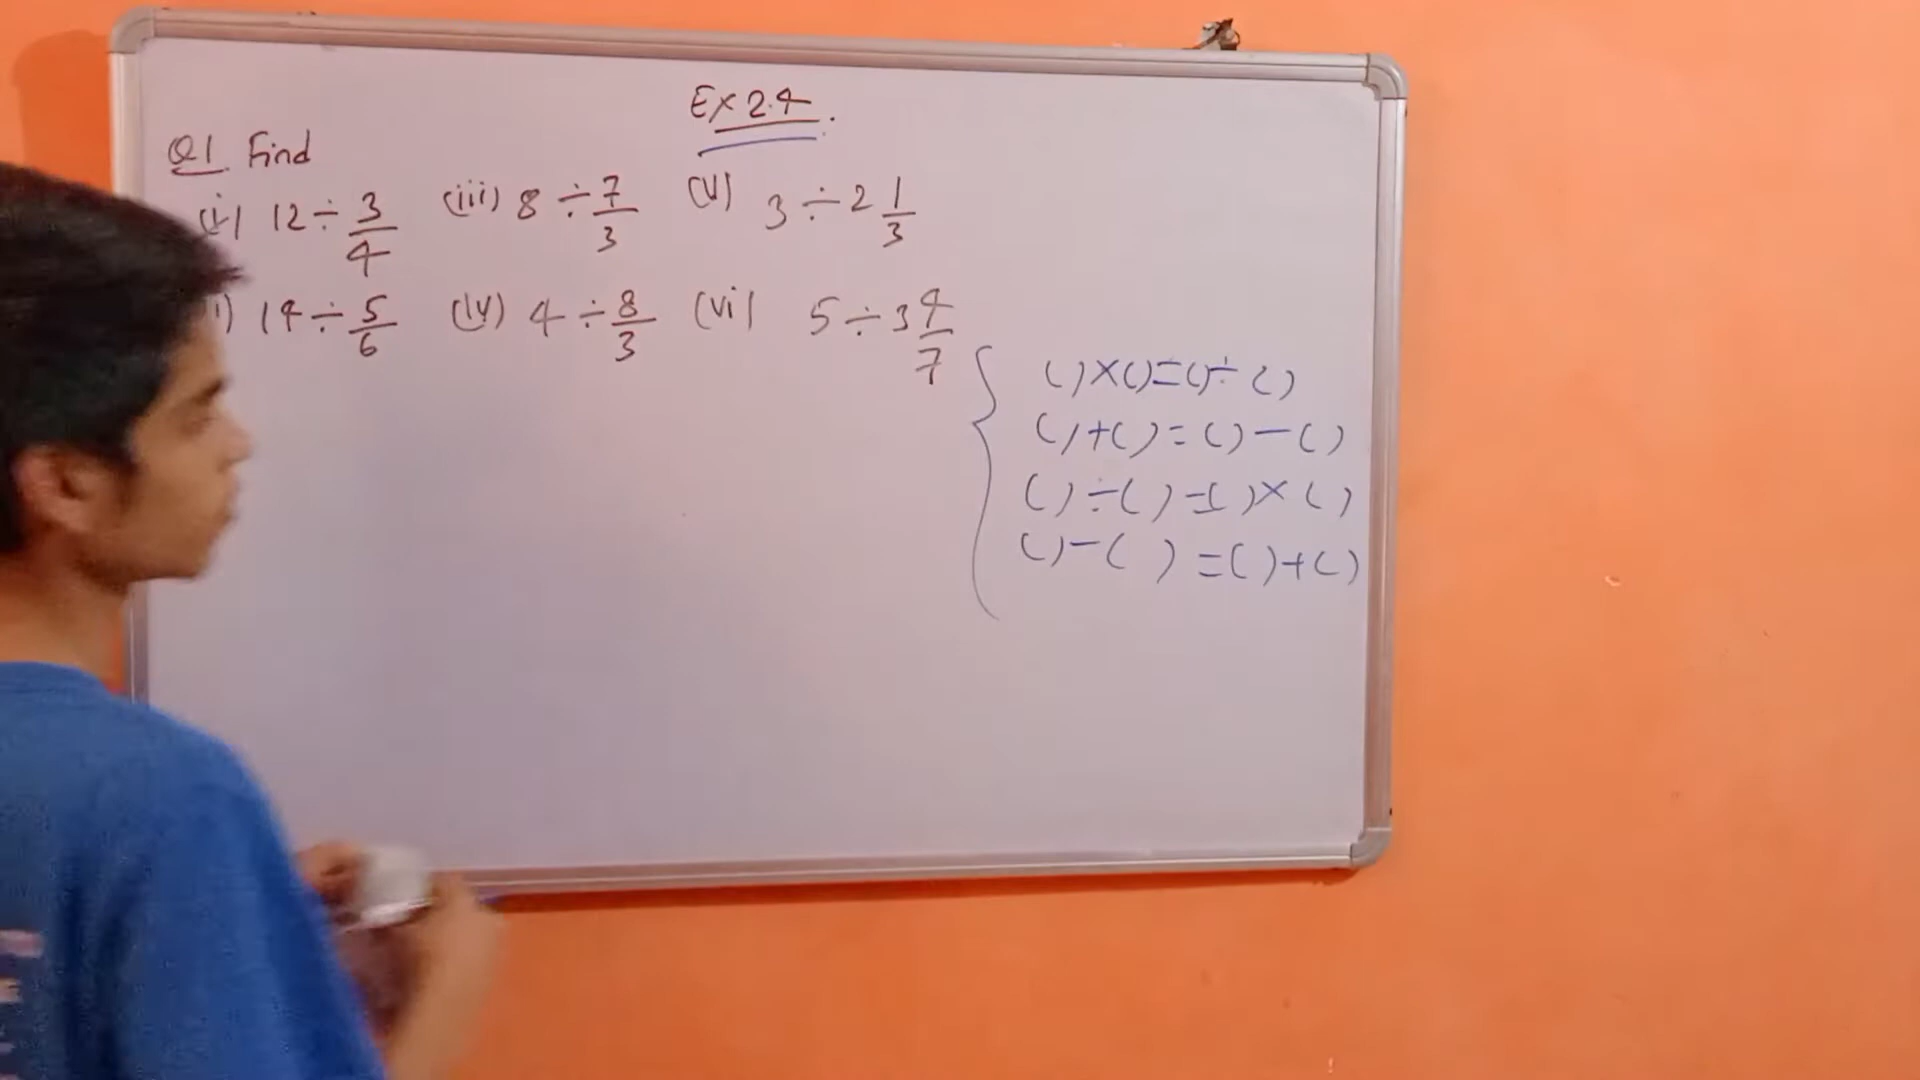 Ex 2.4
Q1 Find
(i) 12 ÷ 3/4 (iii) 8 ÷ 7/3 (v) 3 ÷ 2 1/3
i) 14 ÷ 5/6 (iv) 4 ÷ 8/3 (vi) 5 ÷ 3 4/7
( ) × ( ) = ( ) ÷ ( )
( ) + ( ) = ( ) − ( )
( ) ÷ ( ) = ( ) × ( )
( ) − ( ) = ( ) + ( )